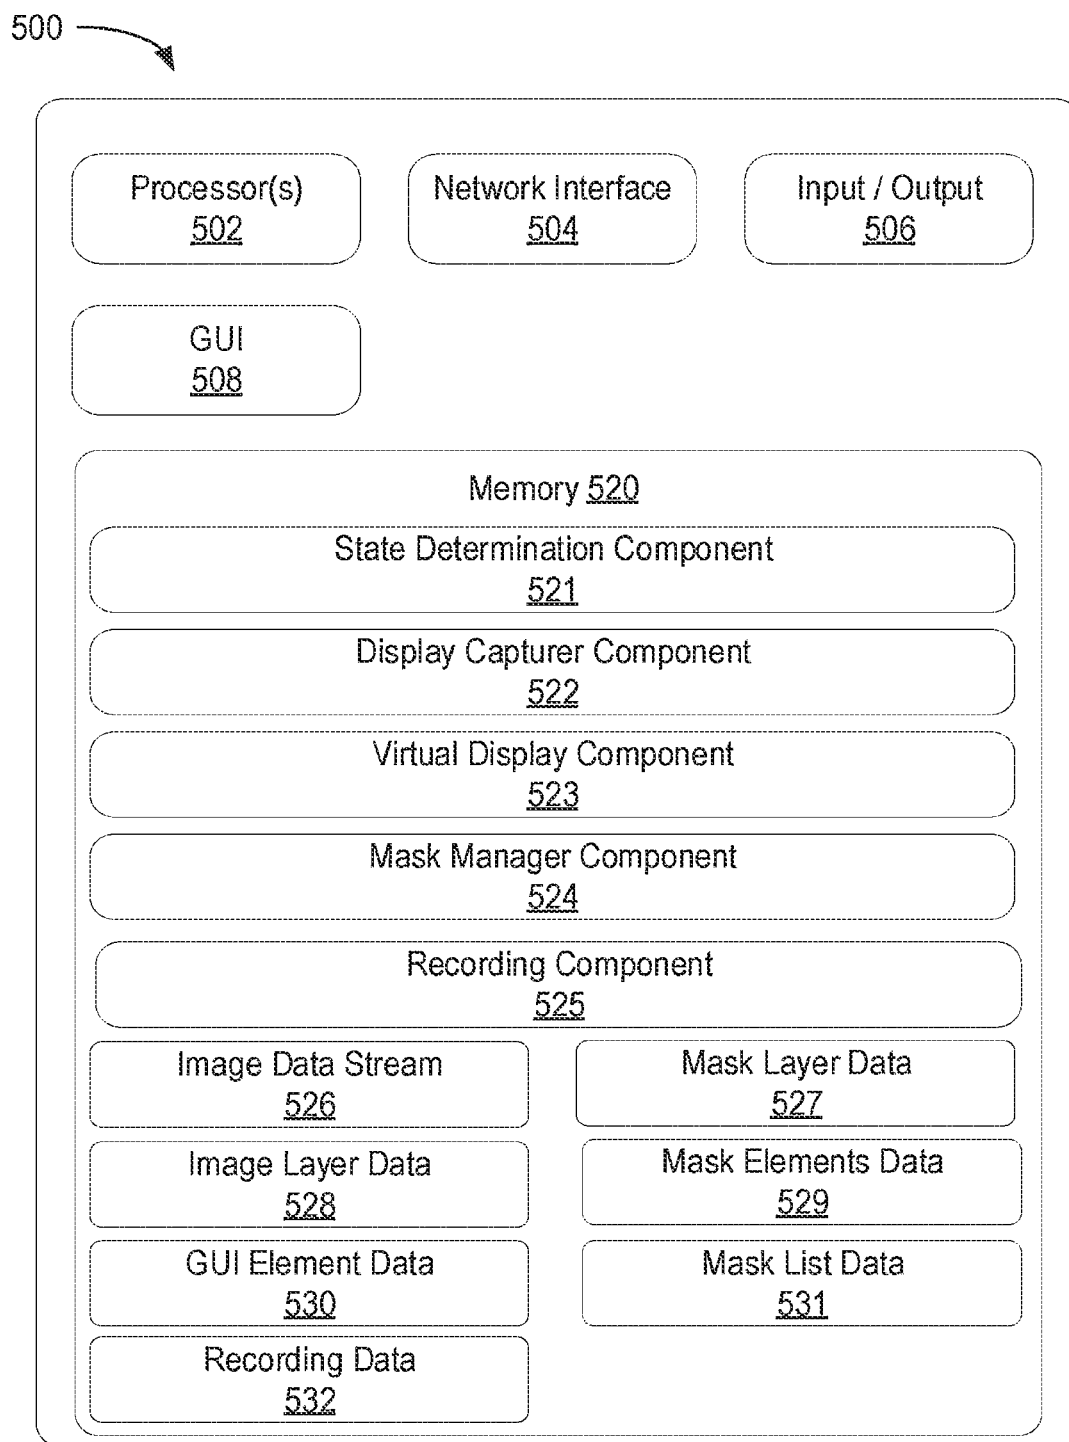 500
Processor(s)
502
Network Interface
504
Input / Output
506
GUI
508
Memory 520
State Determination Component
521
Display Capturer Component
522
Virtual Display Component
523
Mask Manager Component
524
Recording Component
525
Image Data Stream
526
Mask Layer Data
527
Image Layer Data
528
Mask Elements Data
529
GUI Element Data
530
Mask List Data
531
Recording Data
532